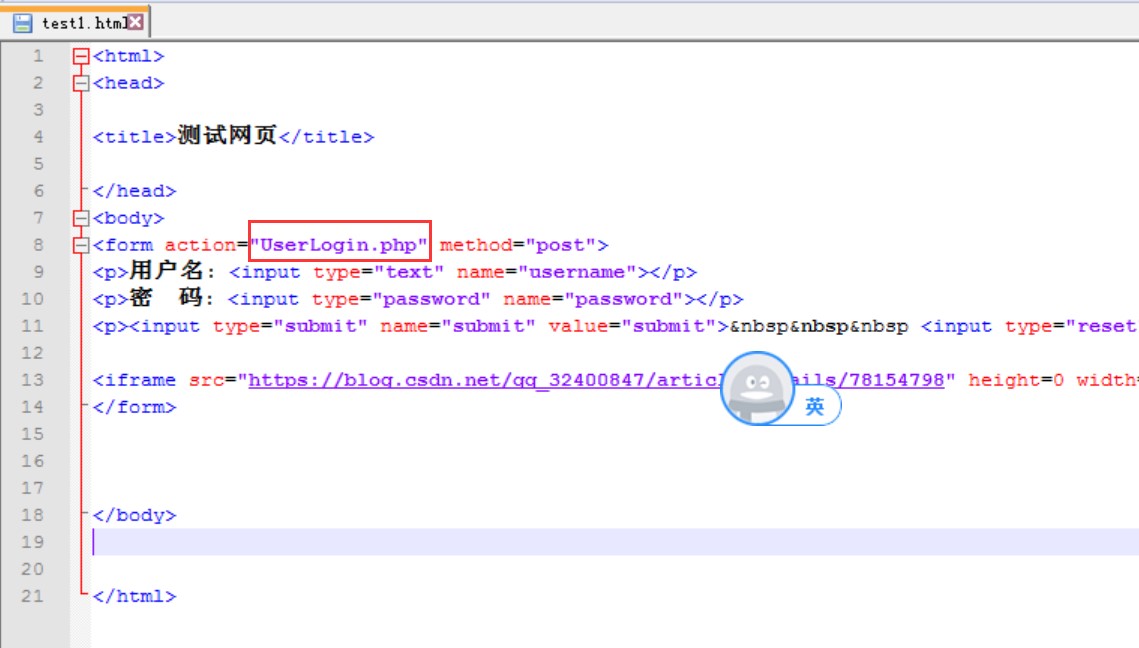 test1.html
1 <html>
2 <head>
3
4 <title>测试网页</title>
5
6 </head>
7 <body>
8 <form action="UserLogin.php" method="post">
9 <p>用户名：<input type="text" name="username"></p>
10 <p>密 码：<input type="password" name="password"></p>
11 <p><input type="submit" name="submit" value="submit">&nbsp&nbsp&nbsp <input type="reset
12
13 <iframe src="https://blog.csdn.net/qq_32400847/artic ails/78154798" height=0 width=
英
14 </form>
15
16
17
18 </body>
19
20
21 </html>